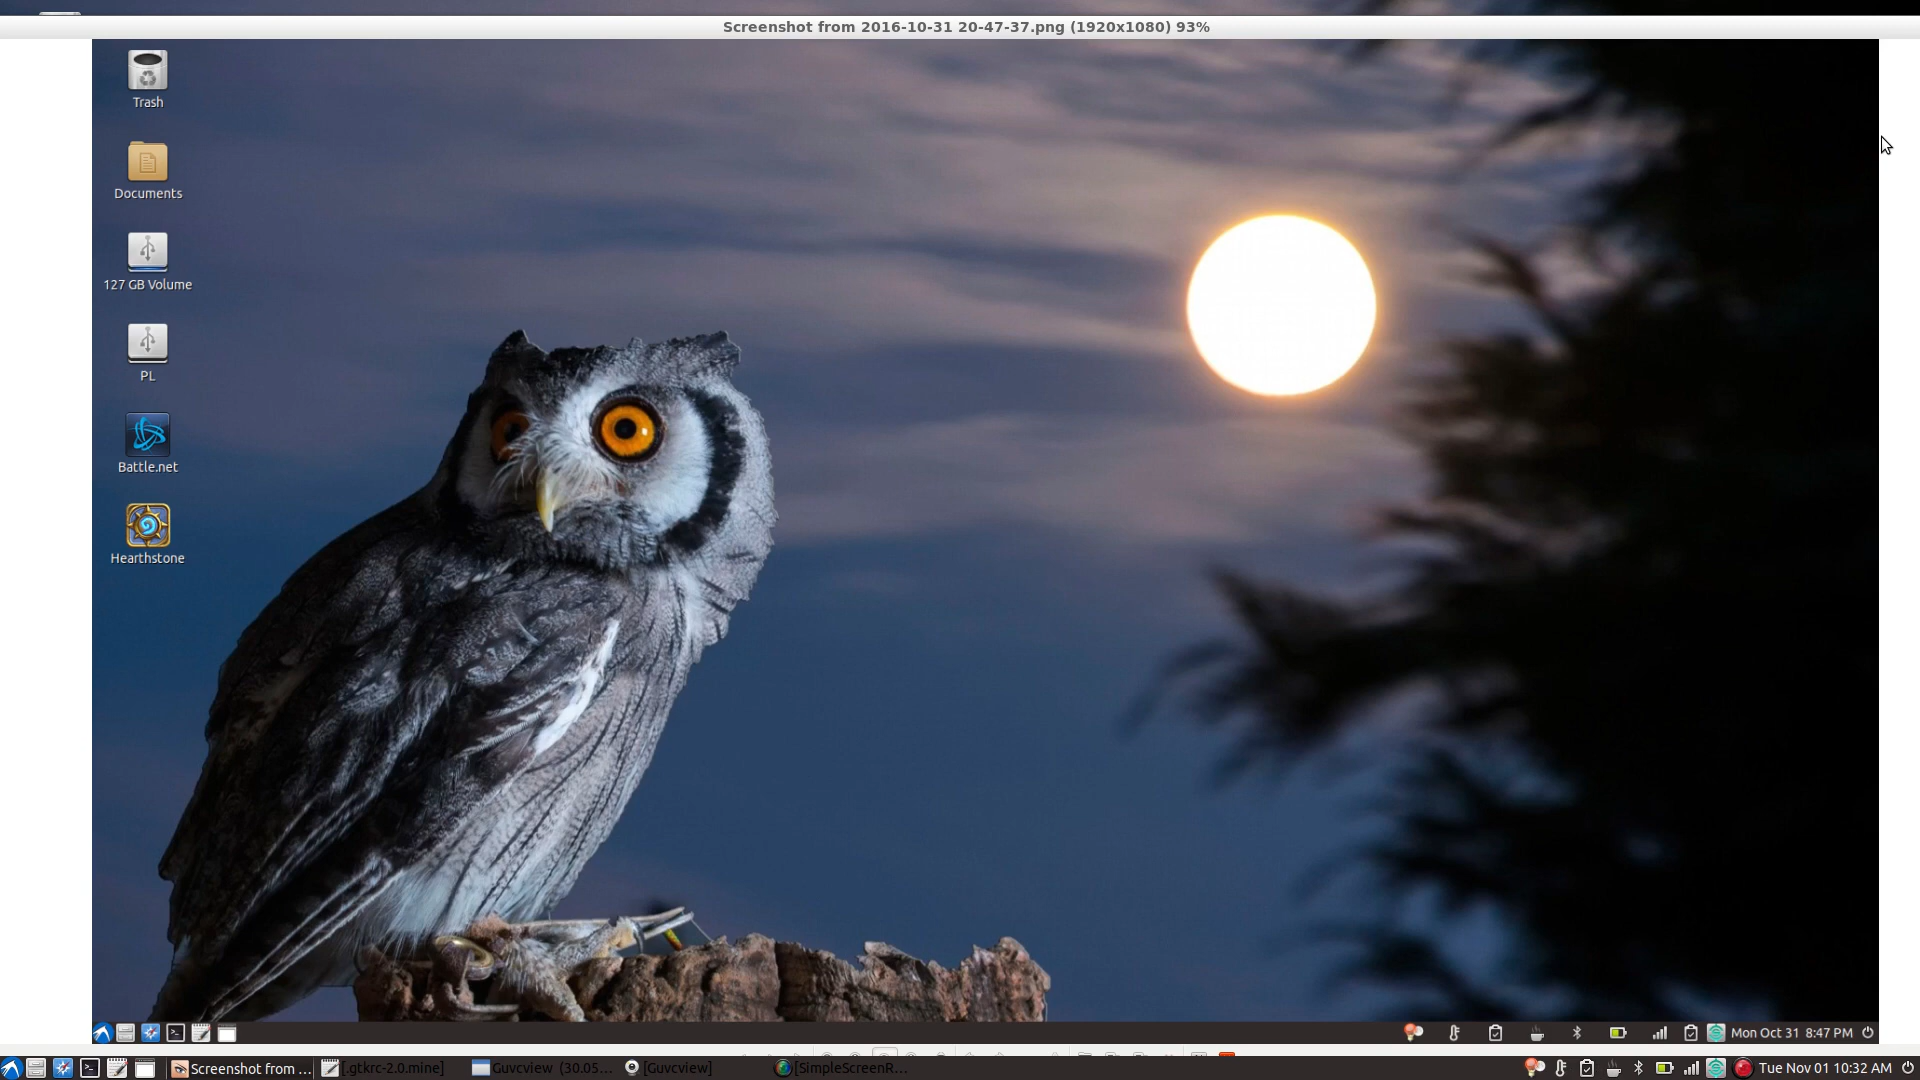 Screenshot from 2016-10-31 20-47-37.png (1920x1080) 93%
Trash
Documents
127 GB Volume
PL
Battle.net
Hearthstone
Mon Oct 31 8:47 PM
Screenshot from ...
[.gtkrc-2.0.mine]
Guvcview (30.05...
[Guvcview]
[SimpleScreenR...
Tue Nov 01 10:32 AM